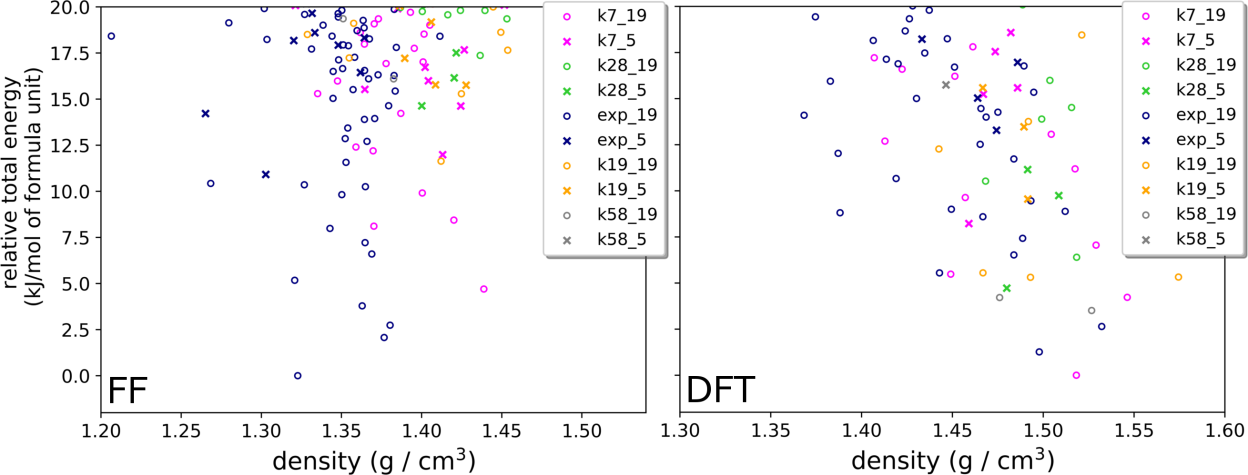 relative total energy
(kJ/mol of formula unit)
20.0
17.5
15.0
12.5
10.0
7.5
5.0
2.5
0.0
FF
1.20 1.25 1.30 1.35 1.40 1.45 1.50
density (g / cm³)
k7_19
k7_5
k28_19
k28_5
exp_19
exp_5
k19_19
k19_5
k58_19
k58_5
DFT
1.30 1.35 1.40 1.45 1.50 1.55 1.60
density (g / cm³)
k7_19
k7_5
k28_19
k28_5
exp_19
exp_5
k19_19
k19_5
k58_19
k58_5